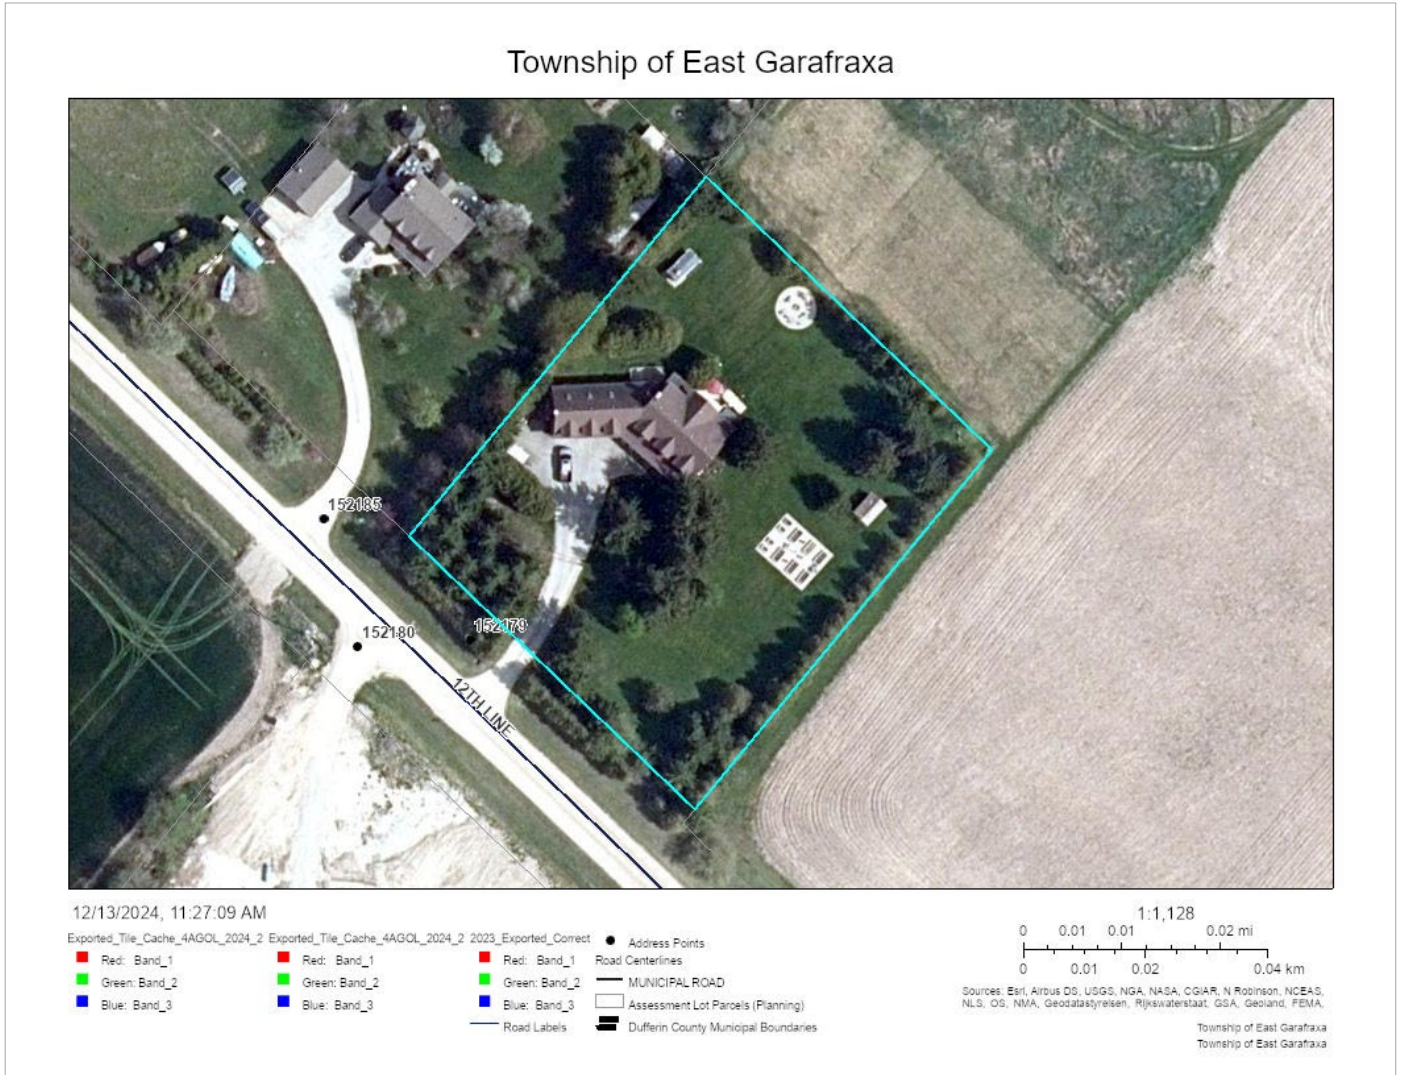 Township of East Garafraxa
152185
152180
152179
12TH LINE
12/13/2024, 11:27:09 AM
1:1,128
Exported_Tile_Cache_4AGOL_2024_2 Exported_Tile_Cache_4AGOL_2024_2 2023_Exported_Correct
Red: Band_1
Green: Band_2
Blue: Band_3
Red: Band_1
Green: Band_2
Blue: Band_3
Red: Band_1
Green: Band_2
Blue: Band_3
Road Labels
Address Points
Road Centerlines
MUNICIPAL ROAD
Assessment Lot Parcels (Planning)
Dufferin County Municipal Boundaries
0 0.01 0.01 0.02 mi
0 0.01 0.02 0.04 km
Sources: Esri, Airbus DS, USGS, NGA, NASA, CGIAR, N Robinson, NCEAS,
NLS, OS, NMA, Geodatastyrelsen, Rijkswaterstaat, GSA, Geoland, FEMA,
Township of East Garafraxa
Township of East Garafraxa